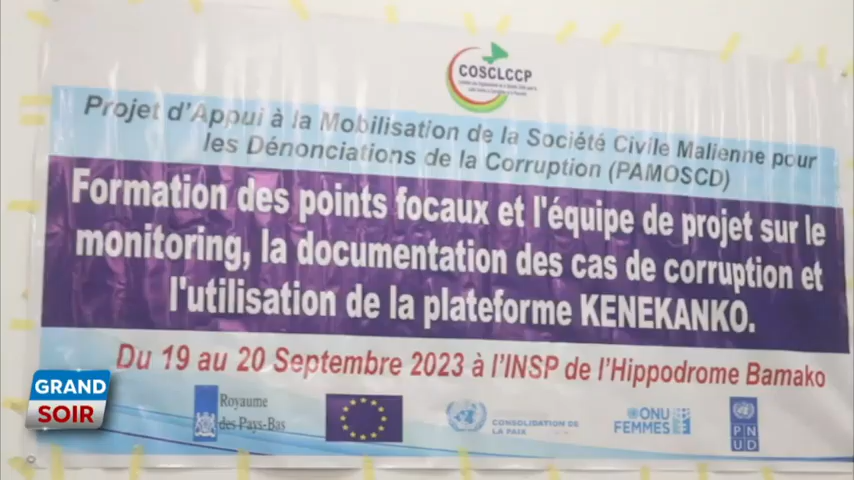 COSCLCCP
Projet d'Appui à la Mobilisation de la Société Civile Malienne pour
les Dénonciations de la Corruption (PAMOSCD)
Formation des points focaux et l'équipe de projet sur le
monitoring, la documentation des cas de corruption et
l'utilisation de la plateforme KENEKANKO.
Du 19 au 20 Septembre 2023 à l'INSP de l'Hippodrome Bamako
GRAND
SOIR
Royaume
des Pays-Bas
CONSOLIDATION DE
LA PAIX
ONU
FEMMES
PN
UD